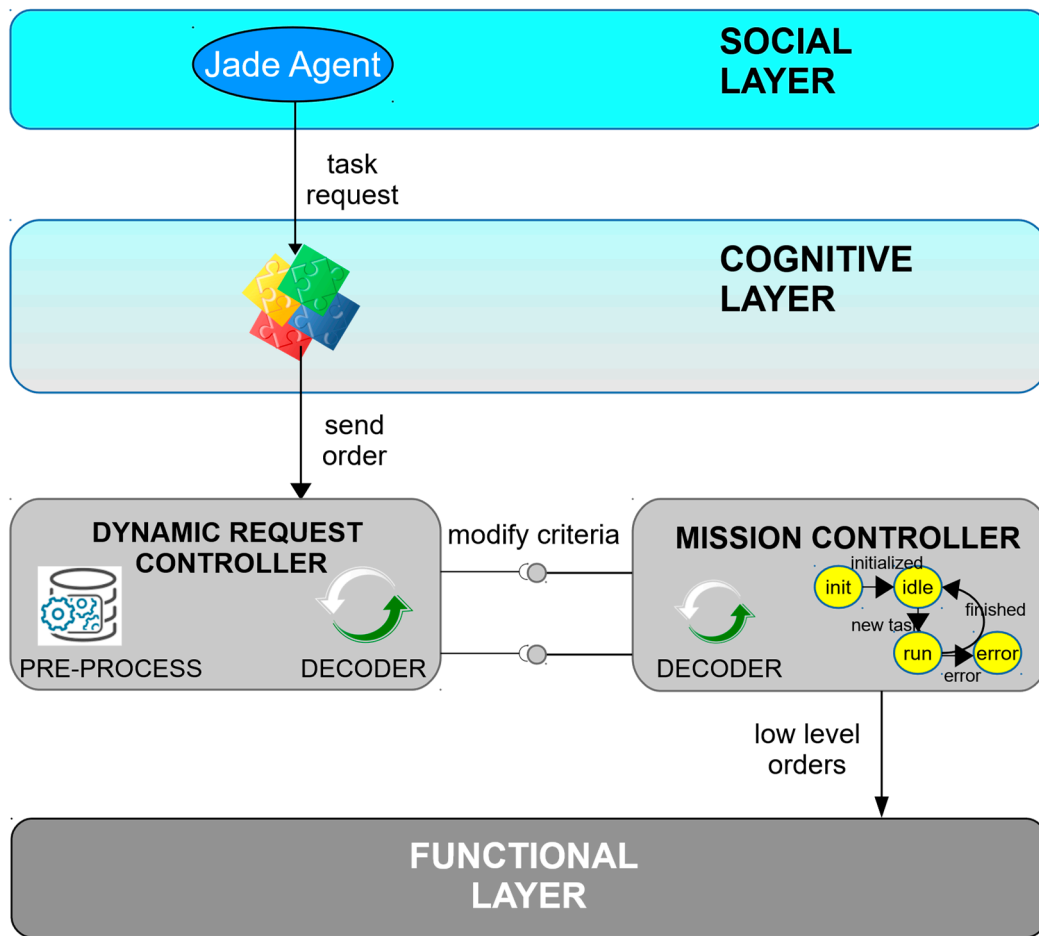 Jade Agent
SOCIAL
LAYER
task
request
COGNITIVE
LAYER
send
order
DYNAMIC REQUEST
CONTROLLER
PRE-PROCESS
DECODER
modify criteria
MISSION CONTROLLER
initialized
init
idle
finished
new task
run
error
error
DECODER
low level
orders
FUNCTIONAL
LAYER